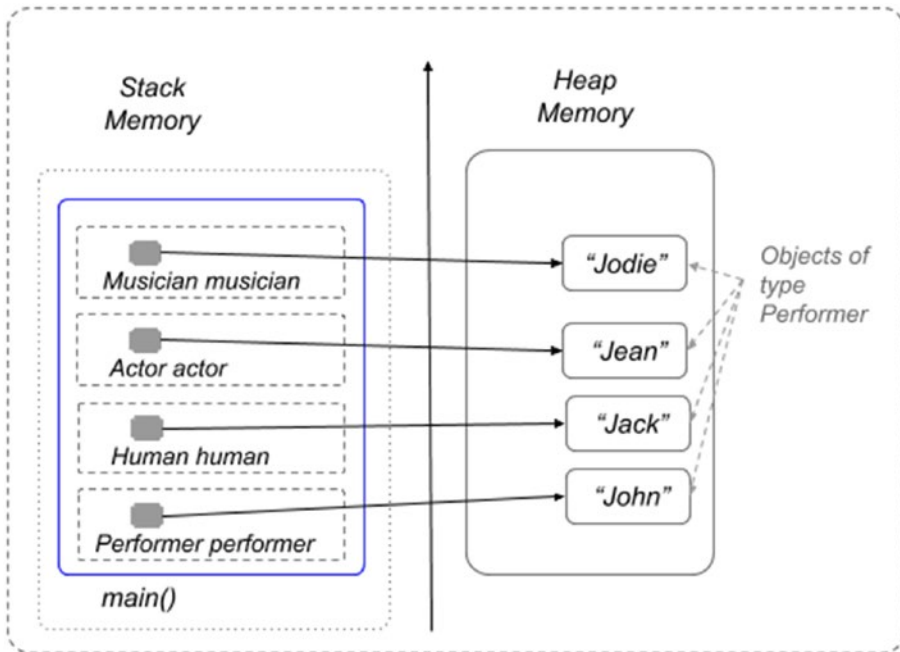 Stack
Memory
Heap
Memory
Musician musician
Actor actor
Human human
Performer performer
main()
“Jodie”
“Jean”
“Jack”
“John”
Objects of
type
Performer